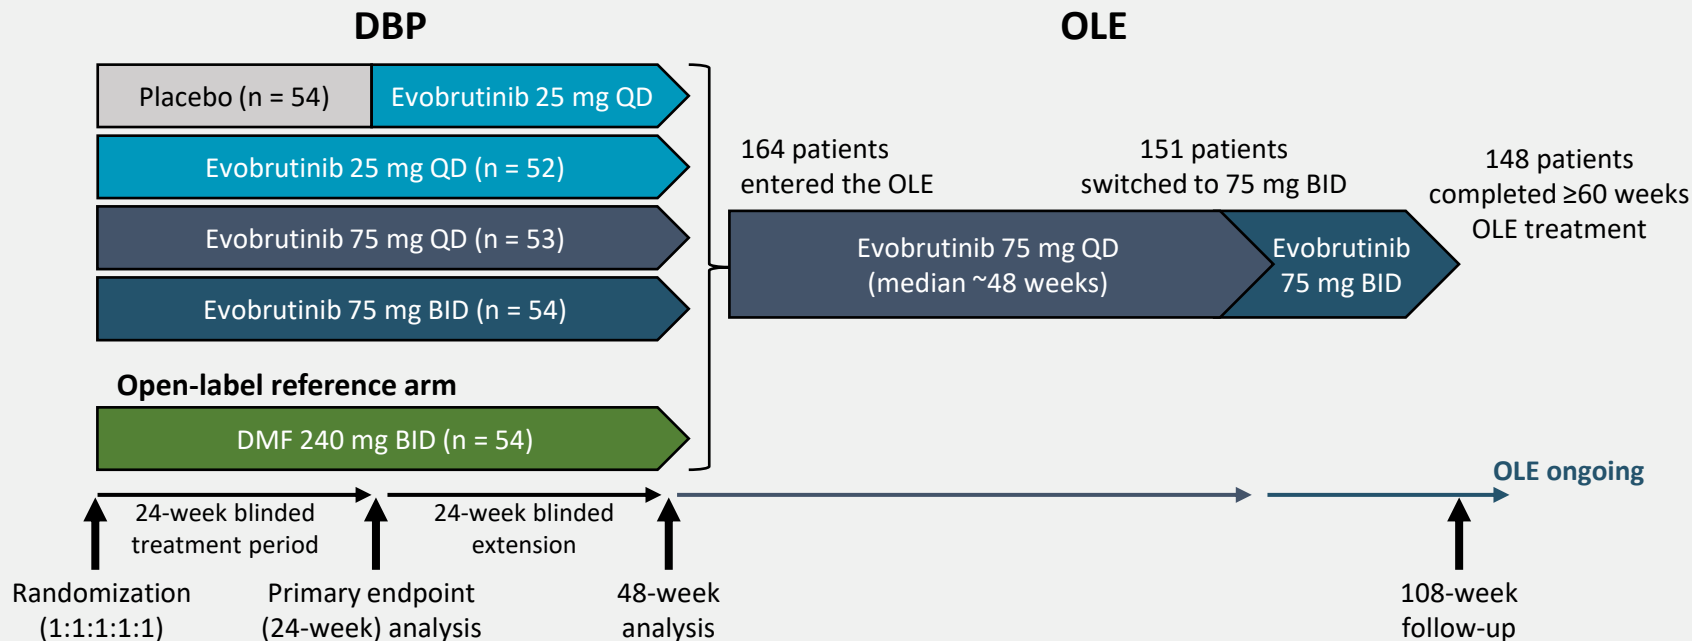 DBP
OLE
Placebo (n = 54)
Evobrutinib 25 mg QD
Evobrutinib 25 mg QD (n = 52)
Evobrutinib 75 mg QD (n = 53)
Evobrutinib 75 mg BID (n = 54)
Open-label reference arm
DMF 240 mg BID (n = 54)
164 patients
entered the OLE
151 patients
switched to 75 mg BID
148 patients
completed ≥60 weeks
OLE treatment
Evobrutinib 75 mg QD
(median ~48 weeks)
Evobrutinib
75 mg BID
OLE ongoing
24-week blinded
treatment period
24-week blinded
extension
Randomization
(1:1:1:1:1)
Primary endpoint
(24-week) analysis
48-week
analysis
108-week
follow-up